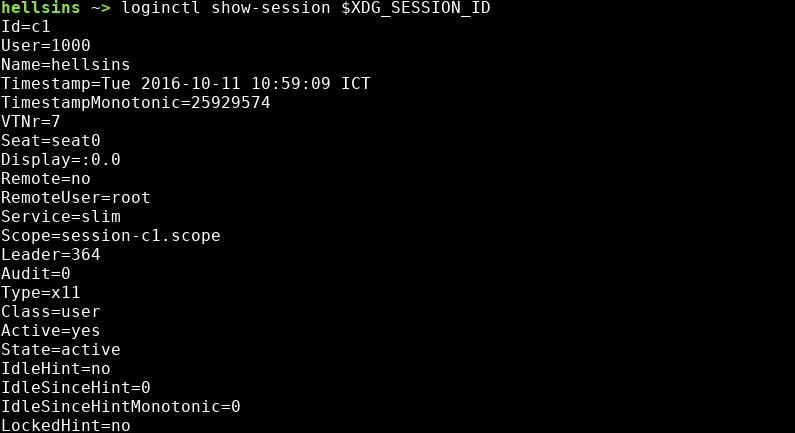 hellsins ~> loginctl show-session $XDG_SESSION_ID
Id=c1
User=1000
Name=hellsins
Timestamp=Tue 2016-10-11 10:59:09 ICT
TimestampMonotonic=25929574
VTNr=7
Seat=seat0
Display=:0.0
Remote=no
RemoteUser=root
Service=slim
Scope=session-c1.scope
Leader=364
Audit=0
Type=x11
Class=user
Active=yes
State=active
IdleHint=no
IdleSinceHint=0
IdleSinceHintMonotonic=0
LockedHint=no